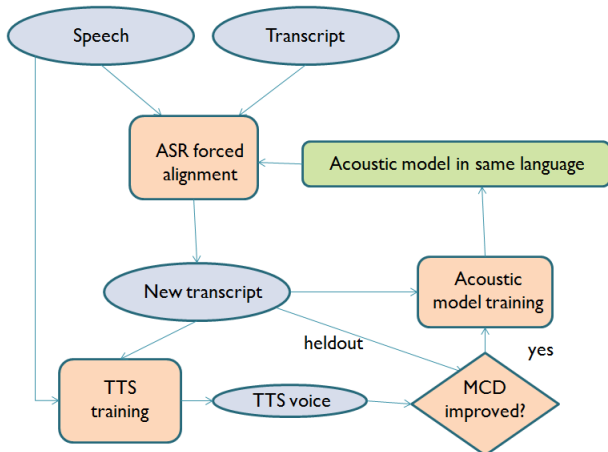 Speech
Transcript
ASR forced
alignment
Acoustic model in same language
New transcript
Acoustic
model training
heldout
yes
TTS
training
TTS voice
MCD
improved?